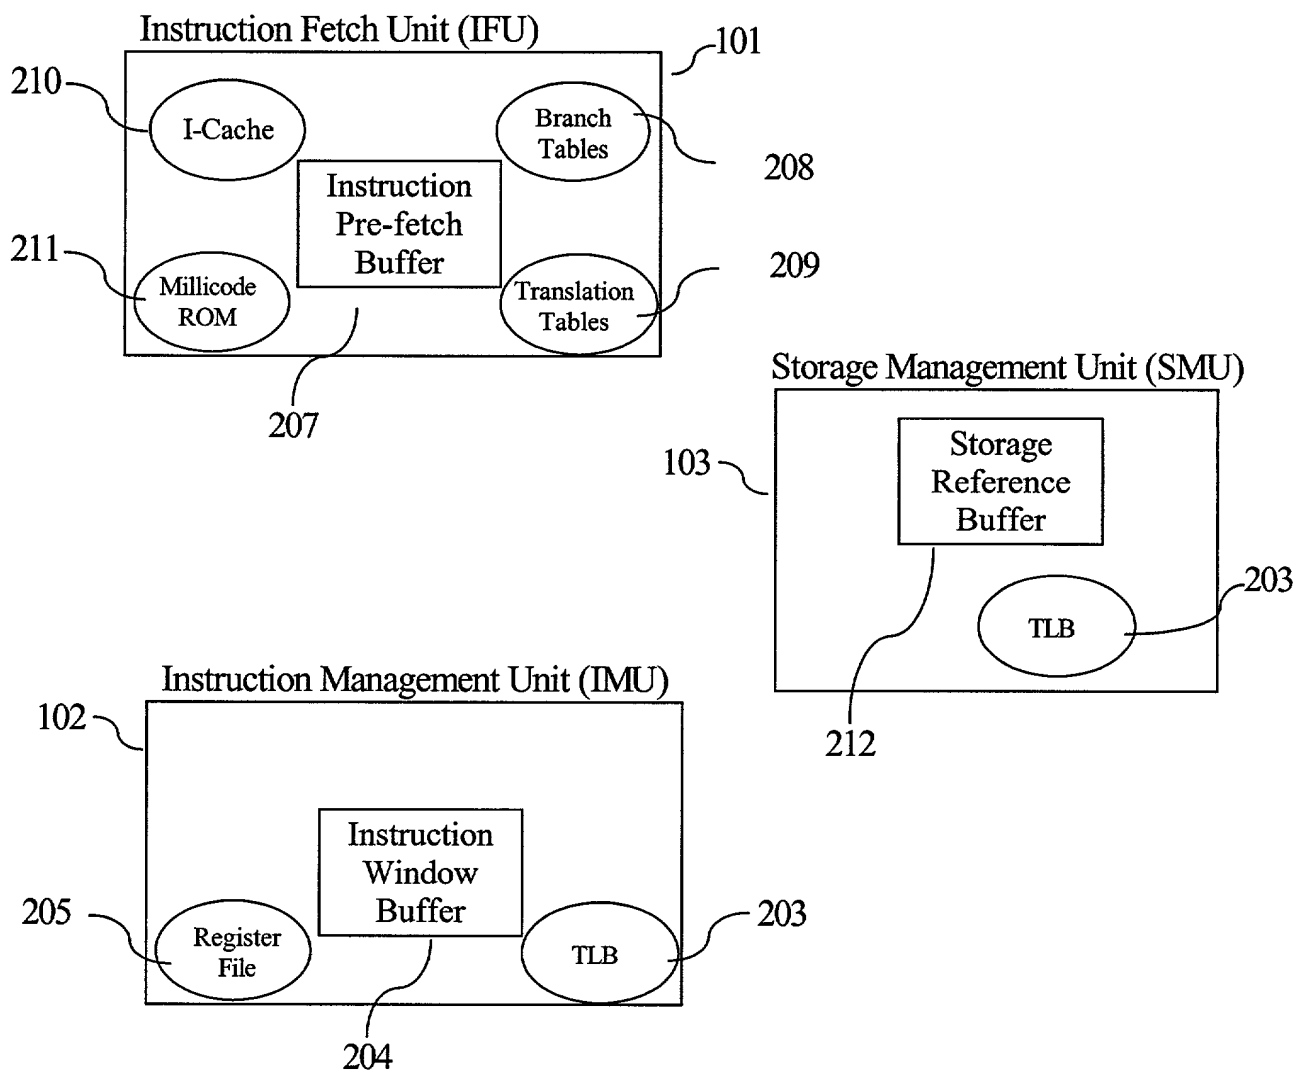 Instruction Fetch Unit (IFU)
101
210
I-Cache
Branch
Tables
208
Instruction
Pre-fetch
Buffer
211
Millicode
ROM
209
Translation
Tables
207
Storage Management Unit (SMU)
103
Storage
Reference
Buffer
203
TLB
212
Instruction Management Unit (IMU)
102
Instruction
Window
Buffer
205
Register
File
203
TLB
204